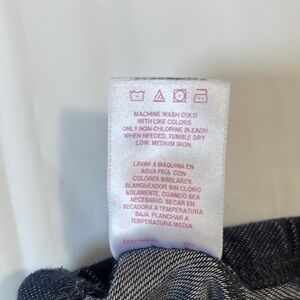 MACHINE WASH COLD
WITH LIKE COLORS.
ONLY NON-CHLORINE BLEACH
WHEN NEEDED. TUMBLE DRY
LOW. MEDIUM IRON.
LAVAR A MAQUINA EN
AGUA FRÍA. CON
COLORES SIMILARES.
BLANQUEADOR SIN CLORO
SOLAMENTE, CUANDO SEA
NECESARIO. SECAR EN
SECADORA A TEMPERATURA
BAJA. PLANCHAR A
TEMPERATURA MEDIA.